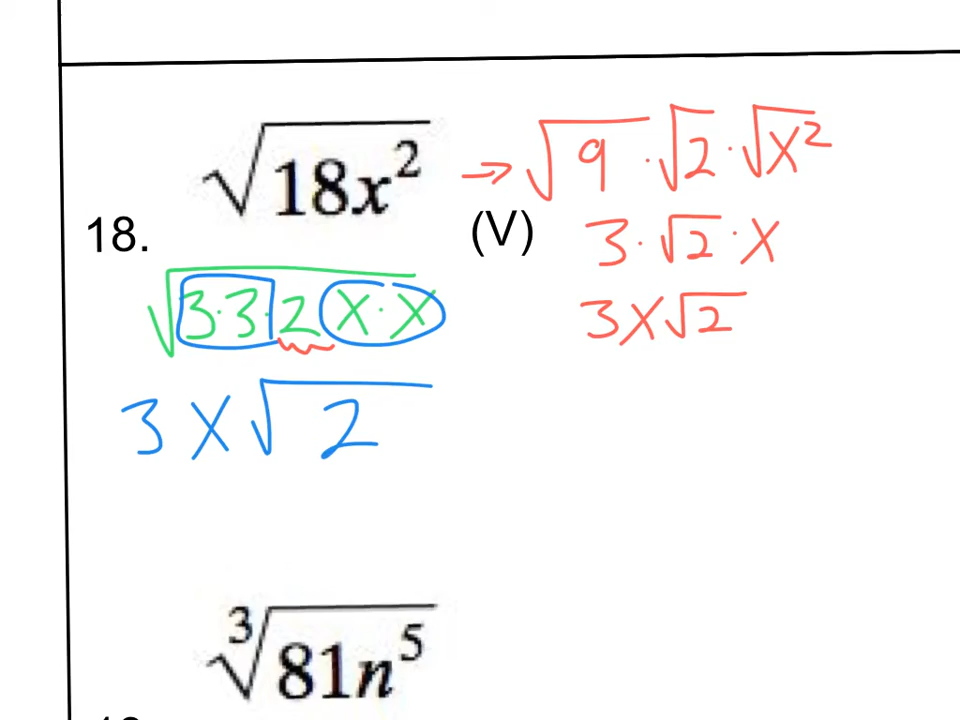 √18x² → √9 · √2 · √x²
18. (V) 3 · √2 · x
√3·3·2 x·x 3x√2
3x√2
∛81n⁵